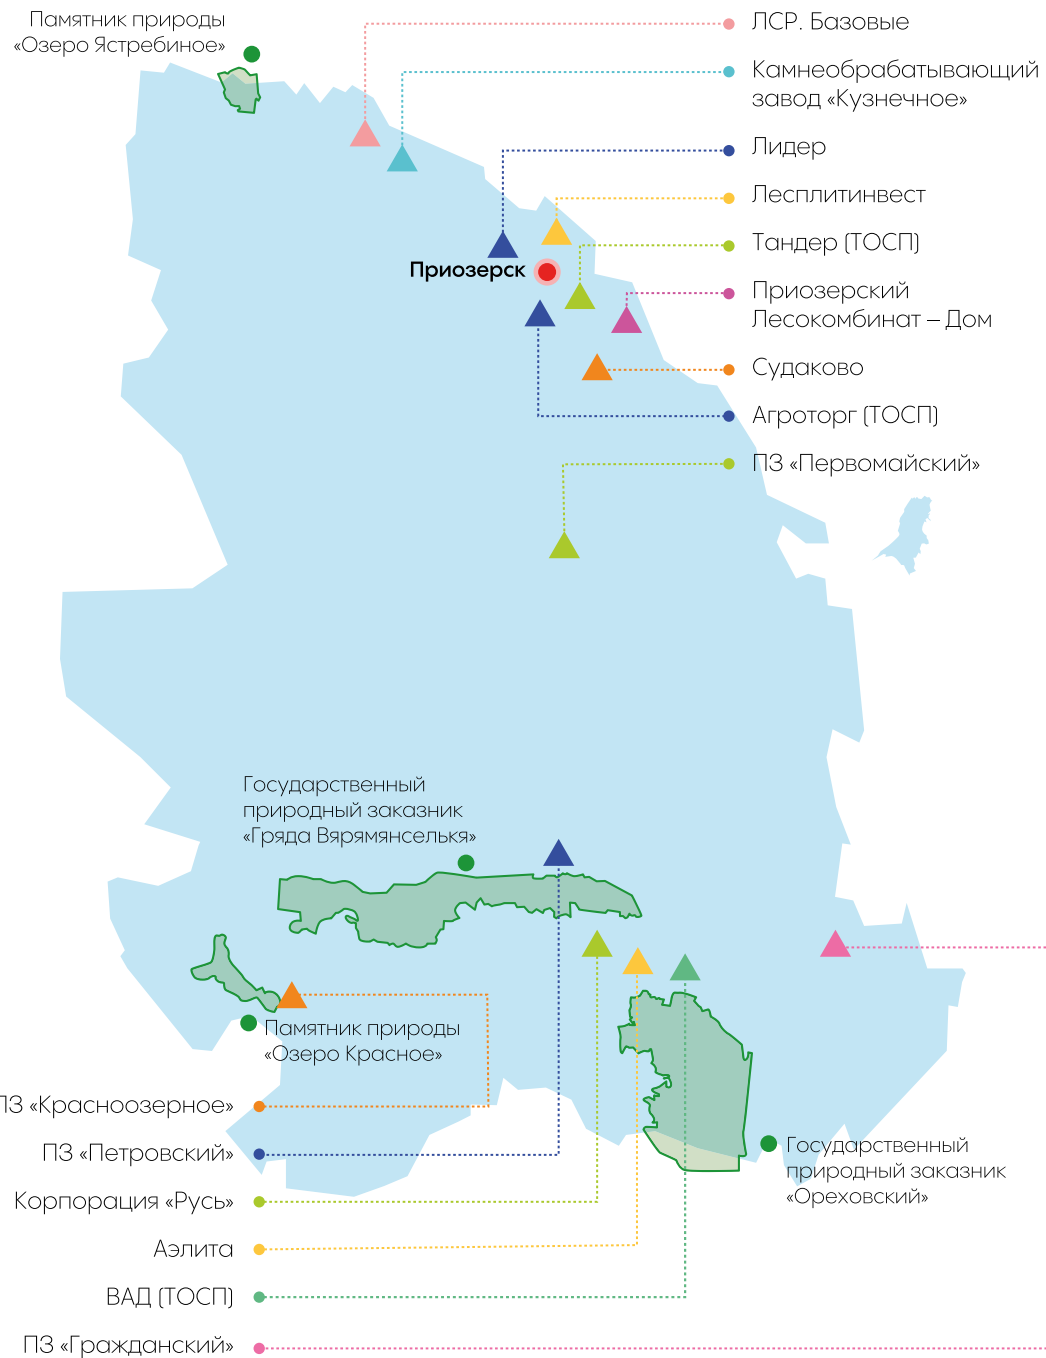 Памятник природы
«Озеро Ястребиное»
ЛСР. Базовые
Камнеобрабатывающий
завод «Кузнечное»
Лидер
Лесплитинвест
Тандер (ТОСП)
Приозерск
Приозерский
Лесокомбинат – Дом
Судаково
Агроторг (ТОСП)
ПЗ «Первомайский»
Государственный
природный заказник
«Гряда Вярямянселькя»
Памятник природы
«Озеро Красное»
ПЗ «Красноозерное»
ПЗ «Петровский»
Корпорация «Русь»
Аэлита
ВАД (ТОСП)
ПЗ «Гражданский»
Государственный
природный заказник
«Ореховский»